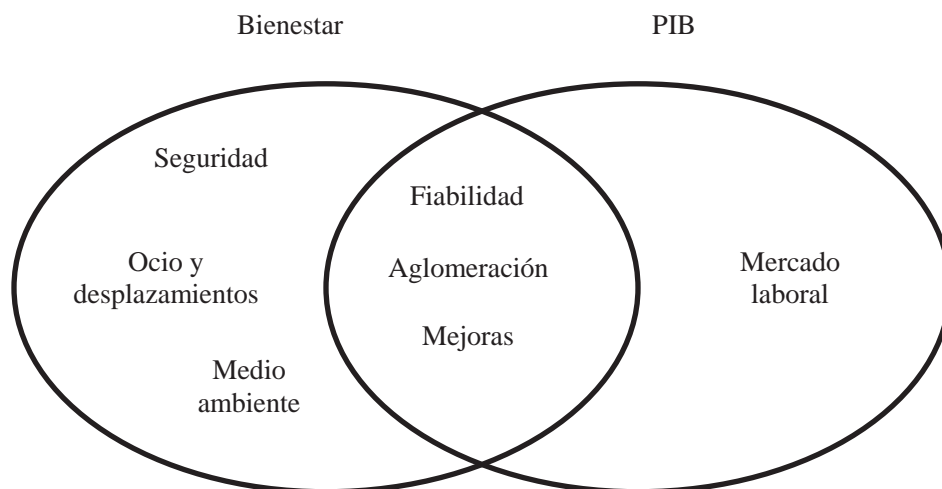 Bienestar
PIB
Seguridad
Ocio y
desplazamientos
Medio
ambiente
Fiabilidad
Aglomeración
Mejoras
Mercado
laboral